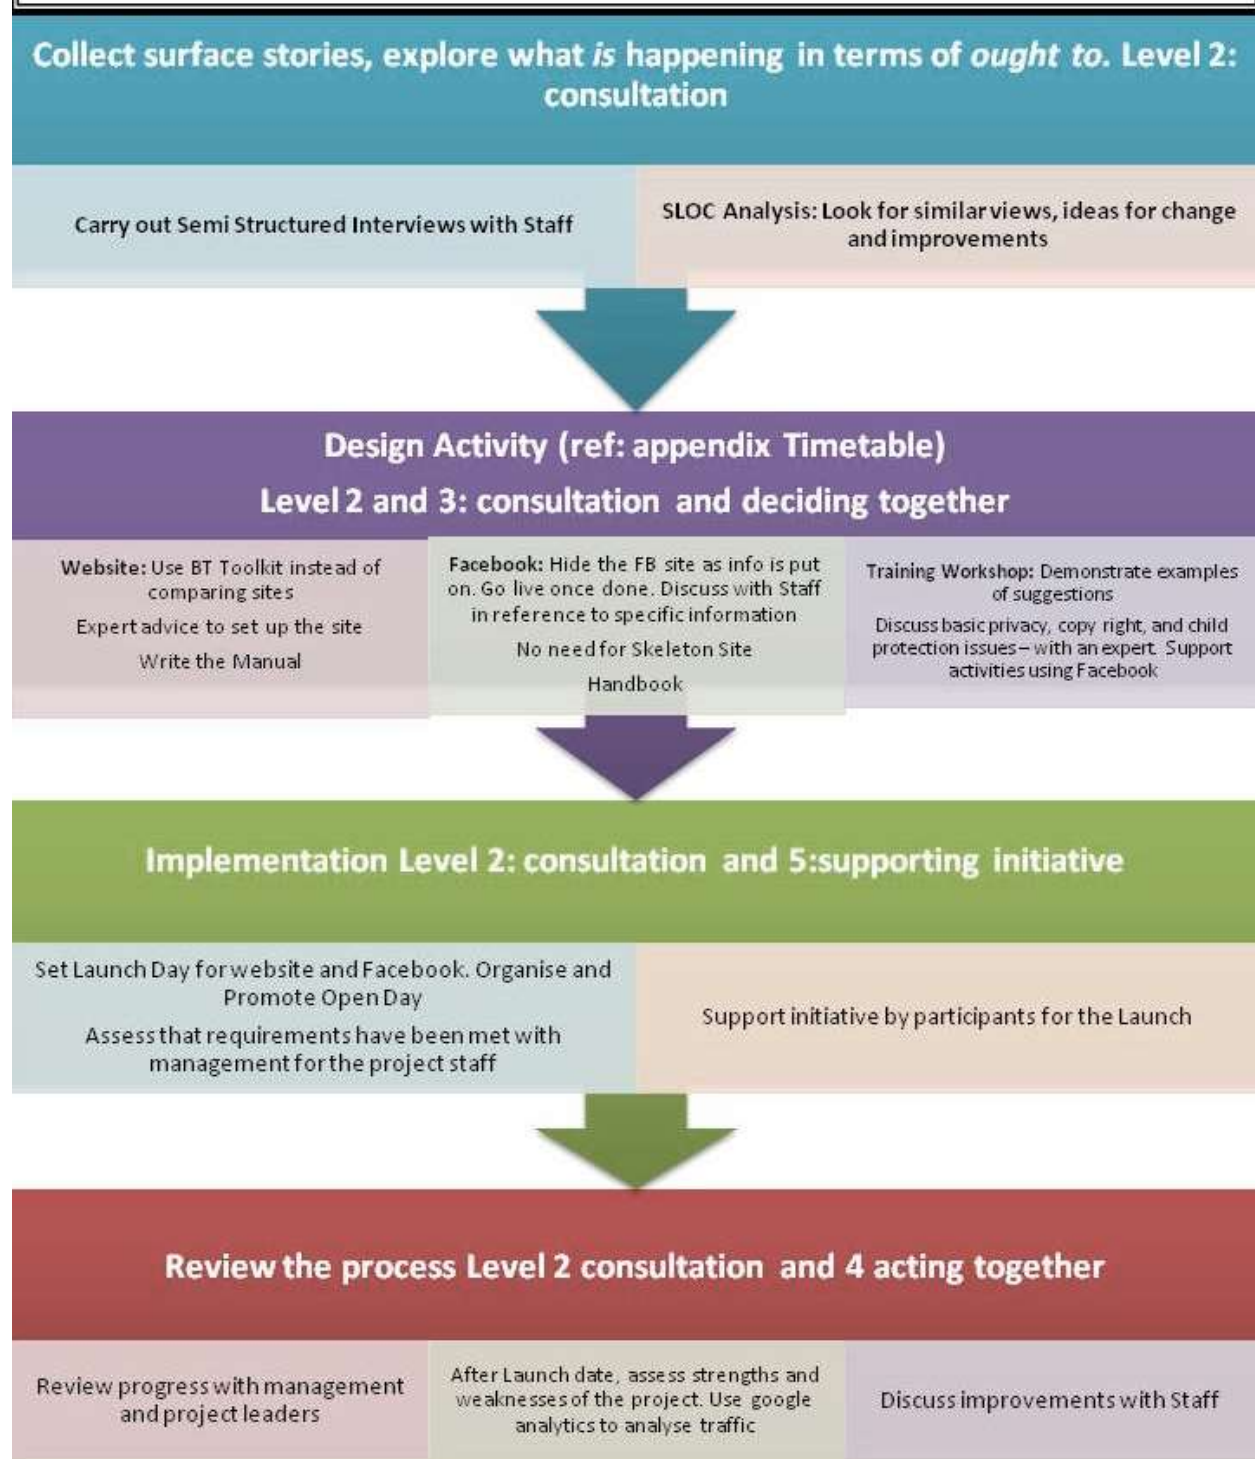 Collect surface stories, explore what is happening in terms of ought to. Level 2:
consultation
Carry out Semi Structured Interviews with Staff
SLOC Analysis: Look for similar views, ideas for change
and improvements
Design Activity (ref: appendix Timetable)
Level 2 and 3: consultation and deciding together
Website: Use BT Toolkit instead of
comparing sites
Expert advice to set up the site
Write the Manual
Facebook: Hide the FB site as info is put
on. Go live once done. Discuss with Staff
in reference to specific information
No need for Skeleton Site
Handbook
Training Workshop: Demonstrate examples
of suggestions
Discuss basic privacy, copy right, and child
protection issues – with an expert. Support
activities using Facebook
Implementation Level 2: consultation and 5:supporting initiative
Set Launch Day for website and Facebook. Organise and
Promote Open Day
Assess that requirements have been met with
management for the project staff
Support initiative by participants for the Launch
Review the process Level 2 consultation and 4 acting together
Review progress with management
and project leaders
After Launch date, assess strengths and
weaknesses of the project. Use google
analytics to analyse traffic
Discuss improvements with Staff